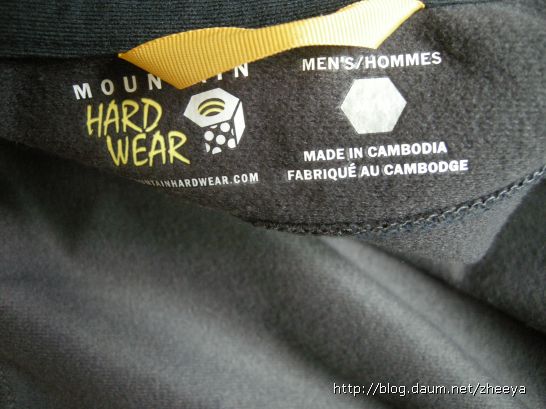 MOUN IN
HARD
WEAR
NTAINHARDWEAR.COM
MEN'S/HOMMES
MADE IN CAMBODIA
FABRIQUÉ AU CAMBODGE
http://blog.daum.net/zheeya